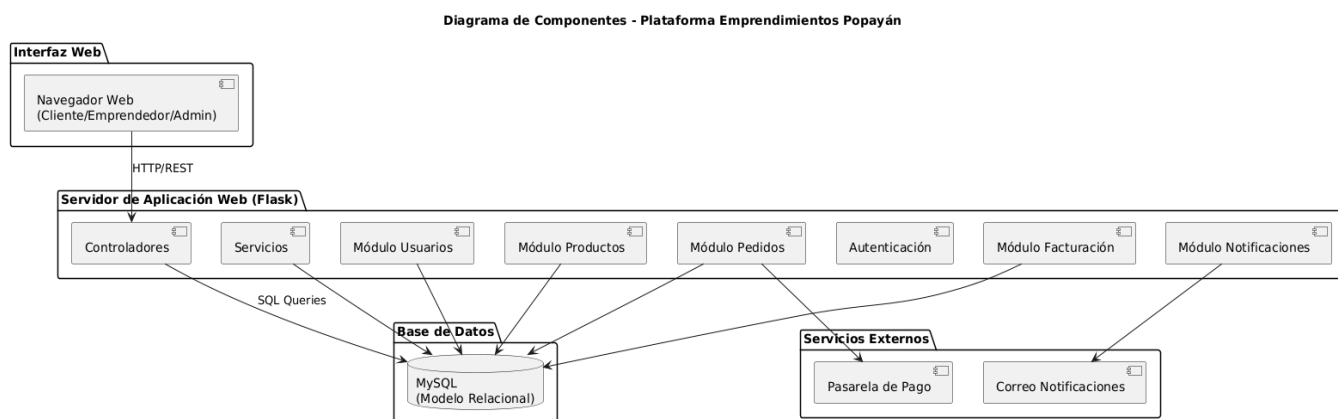 Diagrama de Componentes - Plataforma Emprendimientos Popayán
Interfaz Web
Navegador Web
(Cliente/Emprendedor/Admin)
HTTP/REST
Servidor de Aplicación Web (Flask)
Controladores
Servicios
Módulo Usuarios
Módulo Productos
Módulo Pedidos
Autenticación
Módulo Facturación
Módulo Notificaciones
SQL Queries
Base de Datos
MySQL
(Modelo Relacional)
Servicios Externos
Pasarela de Pago
Correo Notificaciones